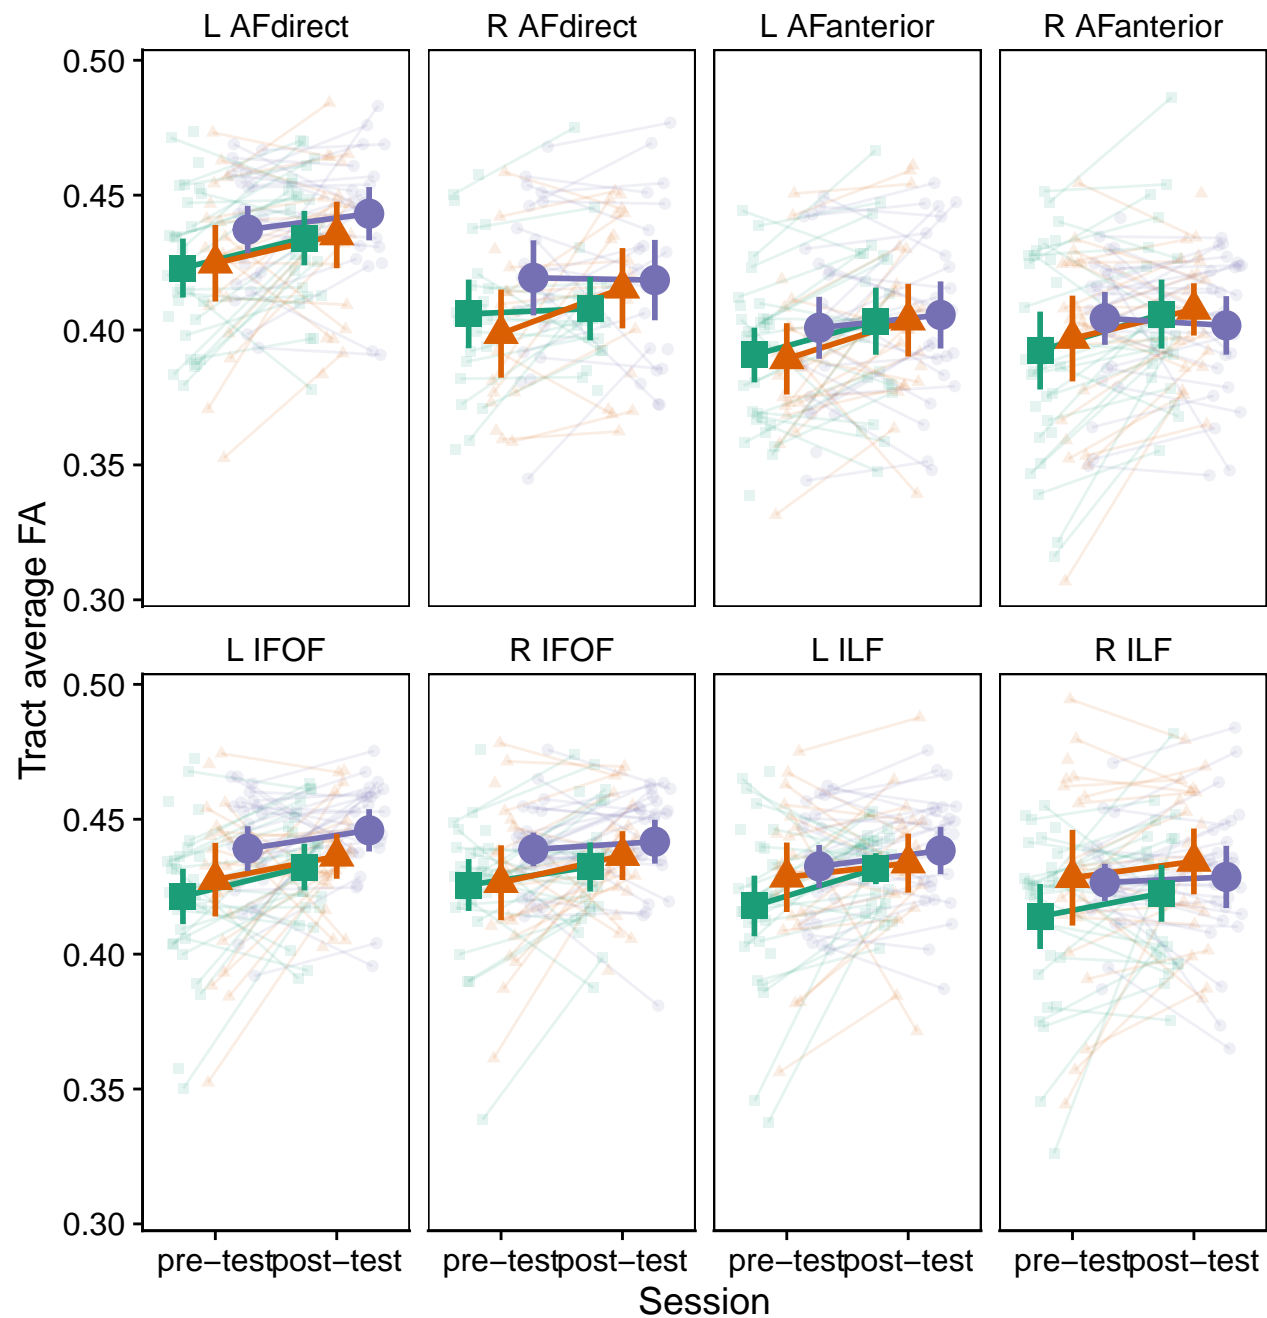 L AFdirect
R AFdirect
L AFanterior
R AFanterior
0.50
0.45
0.40
0.35
0.30
Tract average FA
L IFOF
R IFOF
L ILF
R ILF
0.50
0.45
0.40
0.35
0.30
pre−test post−test
pre−test post−test
pre−test post−test
pre−test post−test
Session